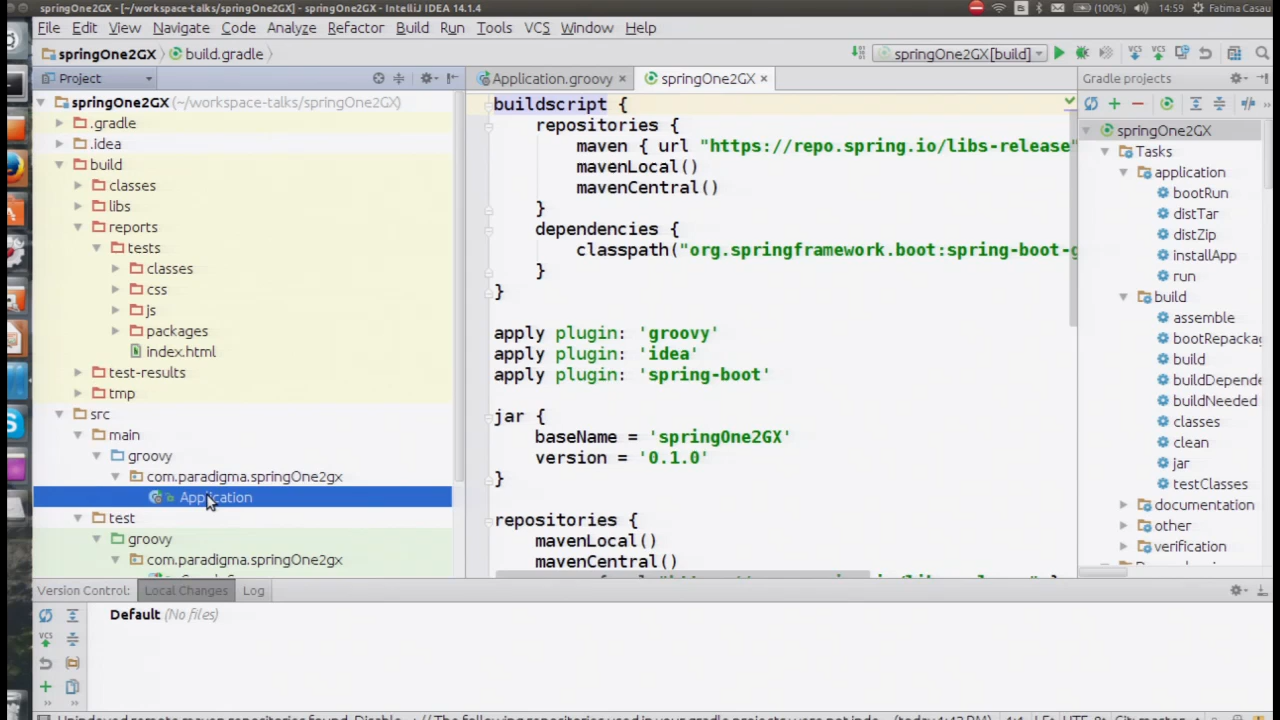 springOne2GX - [~/workspace-talks/springOne2GX] - springOne2GX - IntelliJ IDEA 14.1.4
(100%) 14:59 Fatima Casau
File Edit View Navigate Code Analyze Refactor Build Run Tools VCS Window Help
springOne2GX build.gradle
springOne2GX[build]
Project
Application.groovy
springOne2GX
Gradle projects
springOne2GX (~/workspace-talks/springOne2GX)
.gradle
.idea
build
classes
libs
reports
tests
classes
css
js
packages
index.html
test-results
tmp
src
main
groovy
com.paradigma.springOne2gx
Application
test
groovy
com.paradigma.springOne2gx
buildscript {
repositories {
maven { url "https://repo.spring.io/libs-release"
mavenLocal()
mavenCentral()
}
dependencies {
classpath("org.springframework.boot:spring-boot-g
}
}
apply plugin: 'groovy'
apply plugin: 'idea'
apply plugin: 'spring-boot'
jar {
baseName = 'springOne2GX'
version = '0.1.0'
}
repositories {
mavenLocal()
mavenCentral()
springOne2GX
Tasks
application
bootRun
distTar
distZip
installApp
run
build
assemble
bootRepackag
build
buildDepende
buildNeeded
classes
clean
jar
testClasses
documentation
other
verification
Version Control: Local Changes Log
Default (No files)
VCS